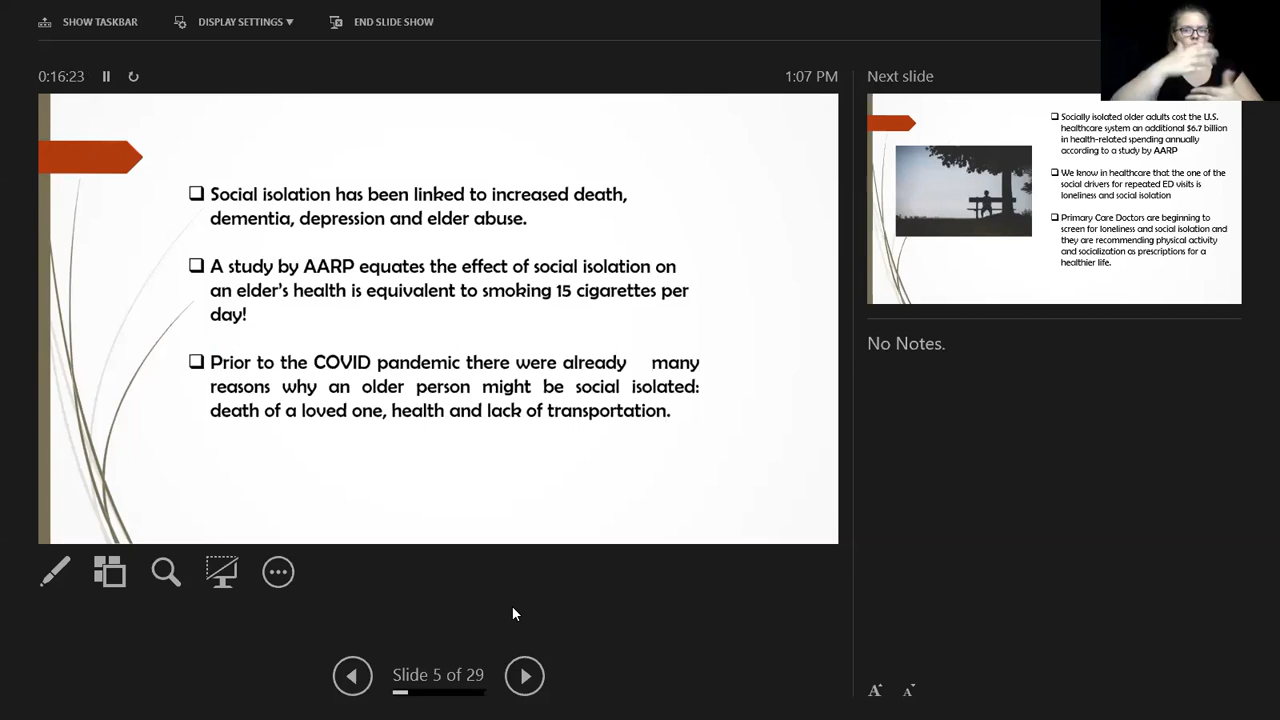 SHOW TASKBAR
DISPLAY SETTINGS ▼
END SLIDE SHOW
0:16:23
1:07 PM
Social isolation has been linked to increased death,
dementia, depression and elder abuse.
A study by AARP equates the effect of social isolation on
an elder's health is equivalent to smoking 15 cigarettes per
day!
Prior to the COVID pandemic there were already many
reasons why an older person might be social isolated:
death of a loved one, health and lack of transportation.
Slide 5 of 29
Next slide
Socially isolated older adults cost the U.S.
healthcare system an additional $6.7 billion
in health-related spending annually
according to a study by AARP
We know in healthcare that the one of the
social drivers for repeated ED visits is
loneliness and social isolation
Primary Care Doctors are beginning to
screen for loneliness and social isolation and
they are recommending physical activity
and socialization as prescriptions for a
healthier life.
No Notes.
A A